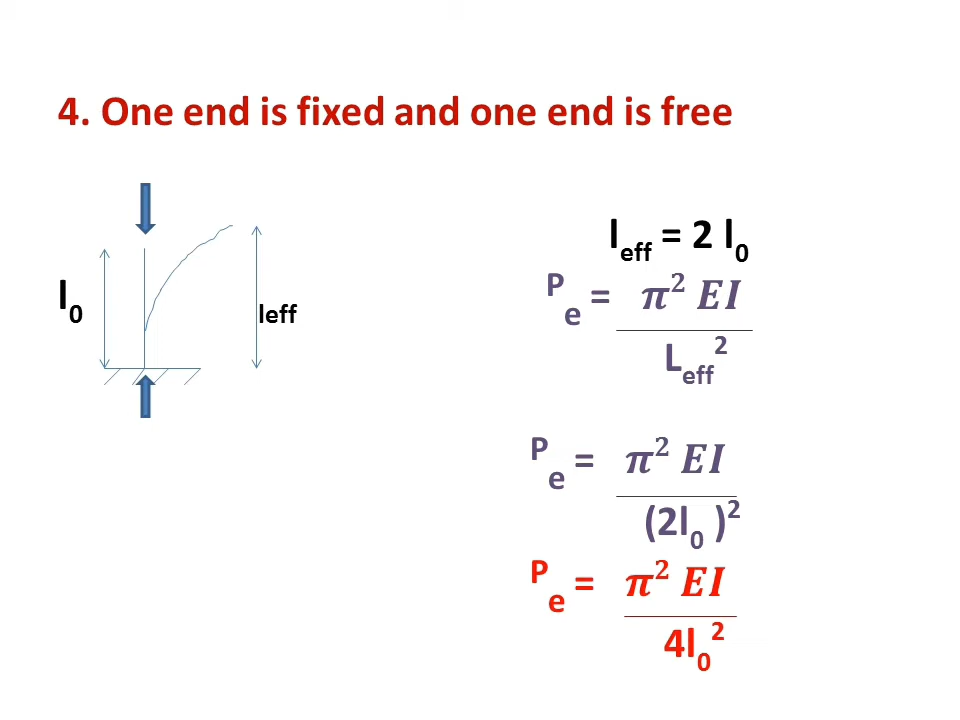 4. One end is fixed and one end is free
l0
leff
leff = 2 l0
Pe = π² EI
Leff²
Pe = π² EI
(2l0 )²
Pe = π² EI
4l0²